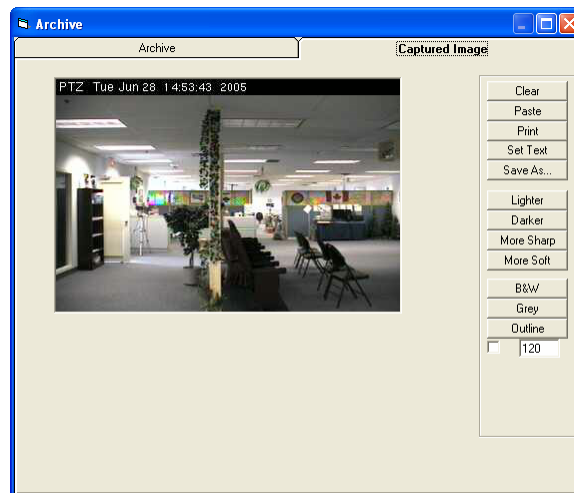 Archive
Archive
Captured Image
PTZ Tue Jun 28 14:53:43 2005
Clear
Paste
Print
Set Text
Save As...
Lighter
Darker
More Sharp
More Soft
B&W
Grey
Outline
120